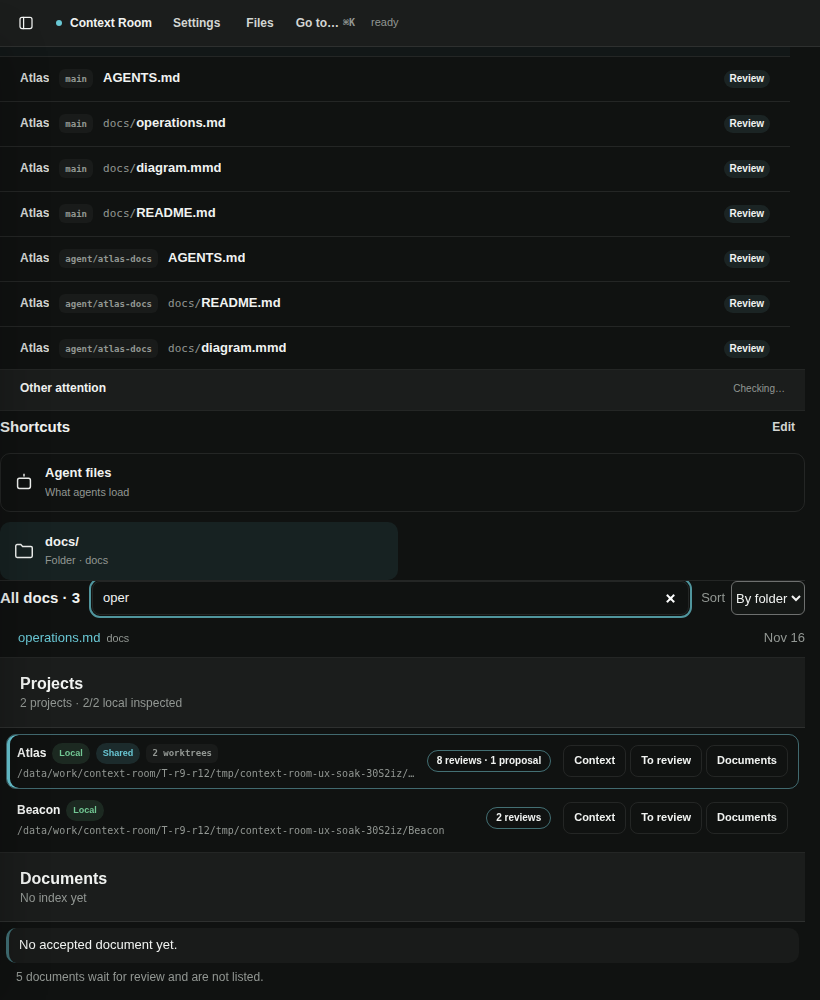 Context Room Settings Files Go to… ⌘K ready
Atlas main AGENTS.md Review
Atlas main docs/operations.md Review
Atlas main docs/diagram.mmd Review
Atlas main docs/README.md Review
Atlas agent/atlas-docs AGENTS.md Review
Atlas agent/atlas-docs docs/README.md Review
Atlas agent/atlas-docs docs/diagram.mmd Review
Other attention Checking…
Shortcuts Edit
Agent files
What agents load
docs/
Folder · docs
All docs · 3 oper × Sort By folder
operations.md docs Nov 16
Projects
2 projects · 2/2 local inspected
Atlas Local Shared 2 worktrees 8 reviews · 1 proposal Context To review Documents
/data/work/context-room/T-r9-r12/tmp/context-room-ux-soak-30S2iz/…
Beacon Local 2 reviews Context To review Documents
/data/work/context-room/T-r9-r12/tmp/context-room-ux-soak-30S2iz/Beacon
Documents
No index yet
No accepted document yet.
5 documents wait for review and are not listed.